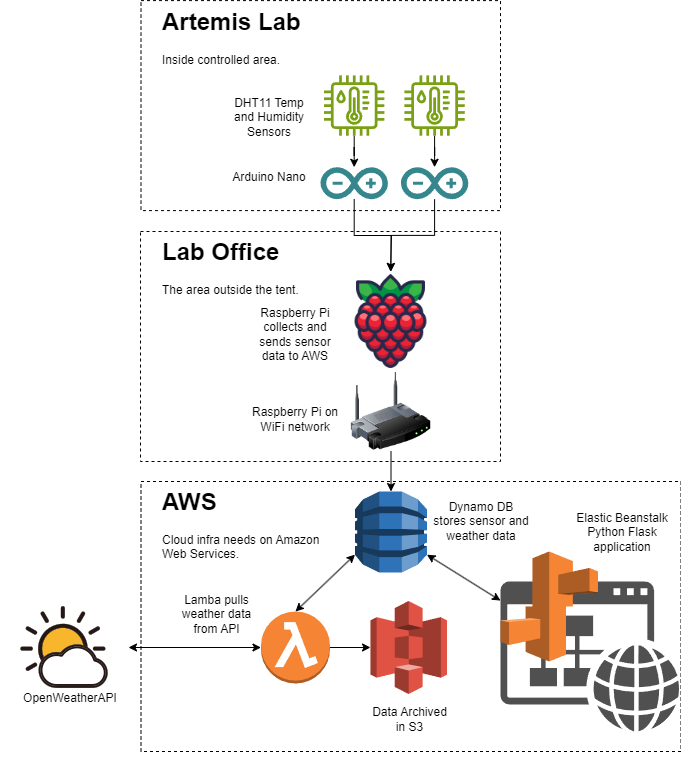 Artemis Lab
Inside controlled area.
DHT11 Temp
and Humidity
Sensors
Arduino Nano
Lab Office
The area outside the tent.
Raspberry Pi
collects and
sends sensor
data to AWS
Raspberry Pi on
WiFi network
AWS
Cloud infra needs on Amazon
Web Services.
Dynamo DB
stores sensor and
weather data
Elastic Beanstalk
Python Flask
application
Lamba pulls
weather data
from API
OpenWeatherAPI
Data Archived
in S3